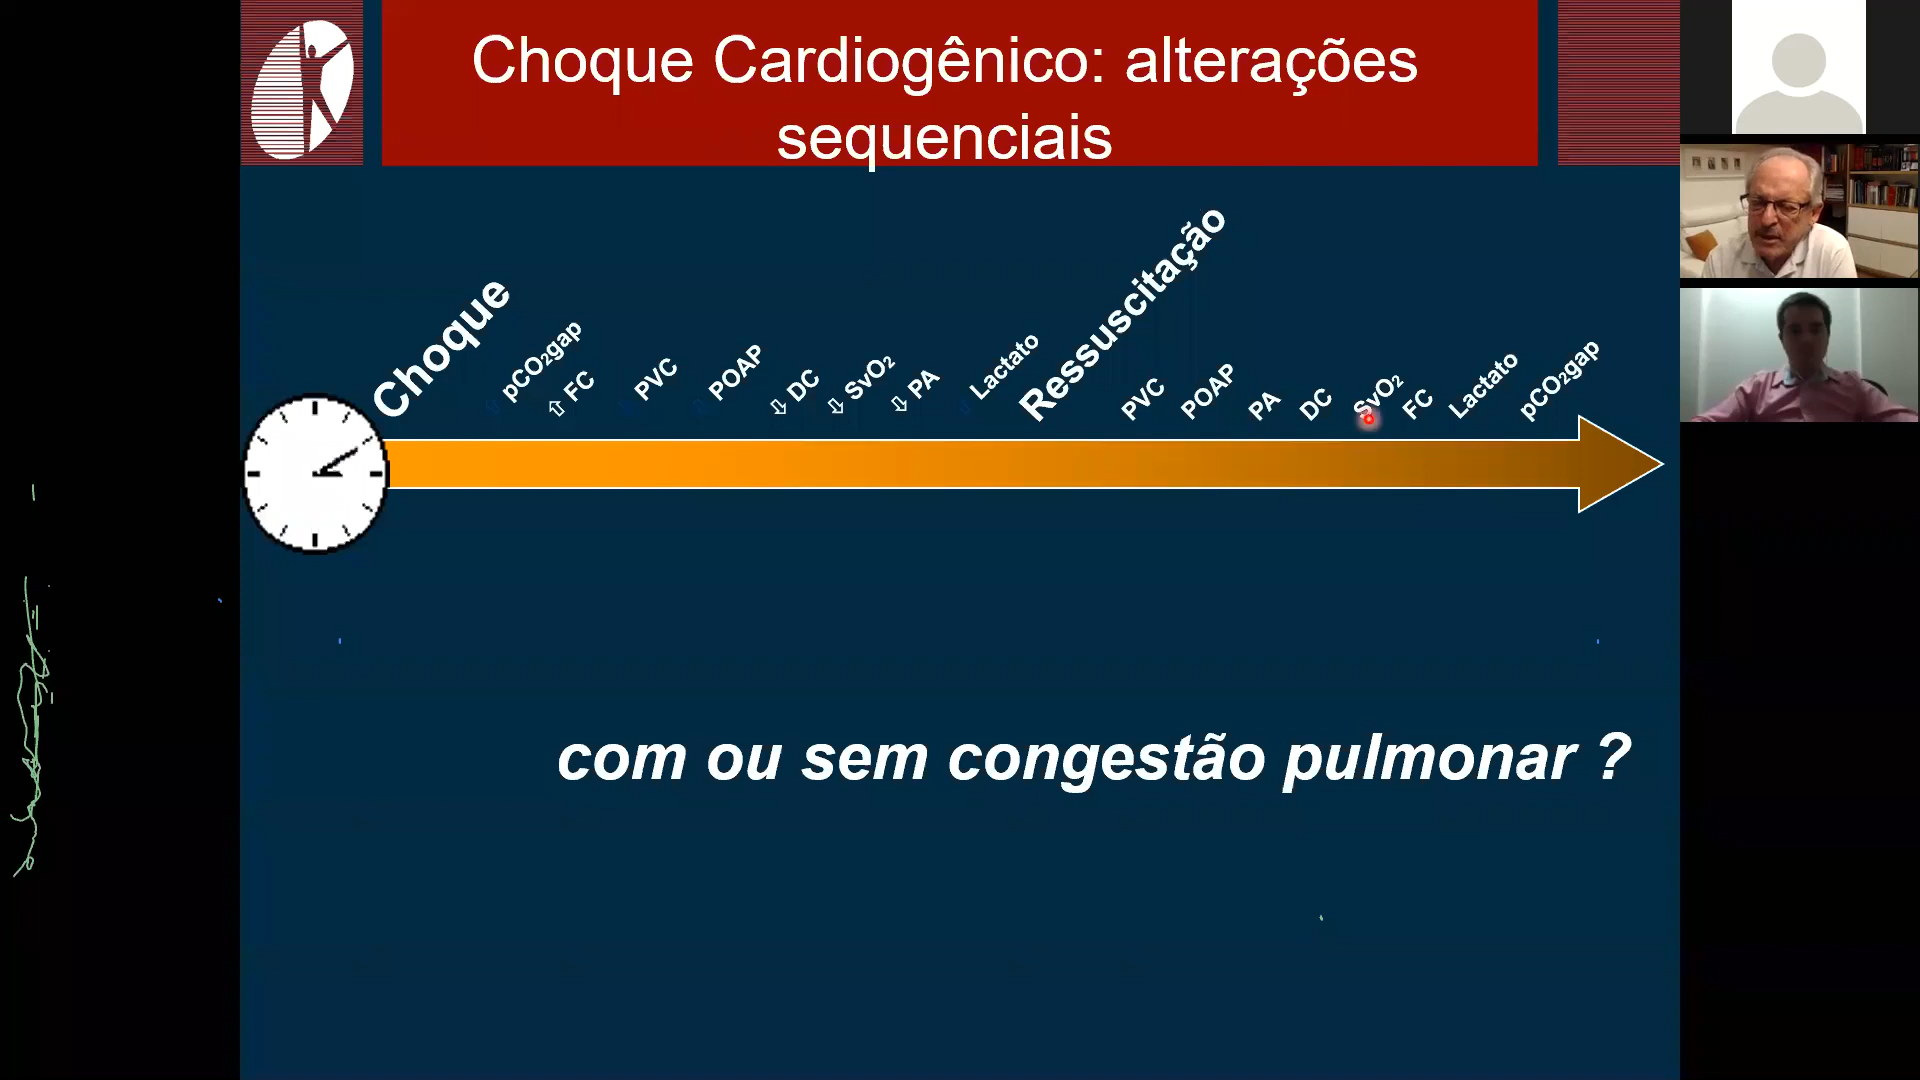 Choque Cardiogênico: alterações
sequenciais
Choque
pCO₂gap
⇧ FC
PVC
POAP
⇩ DC
⇩ SvO₂
⇩ PA
Lactato
Ressuscitação
PVC
POAP
PA
DC
SvO₂
FC
Lactato
pCO₂gap
com ou sem congestão pulmonar ?